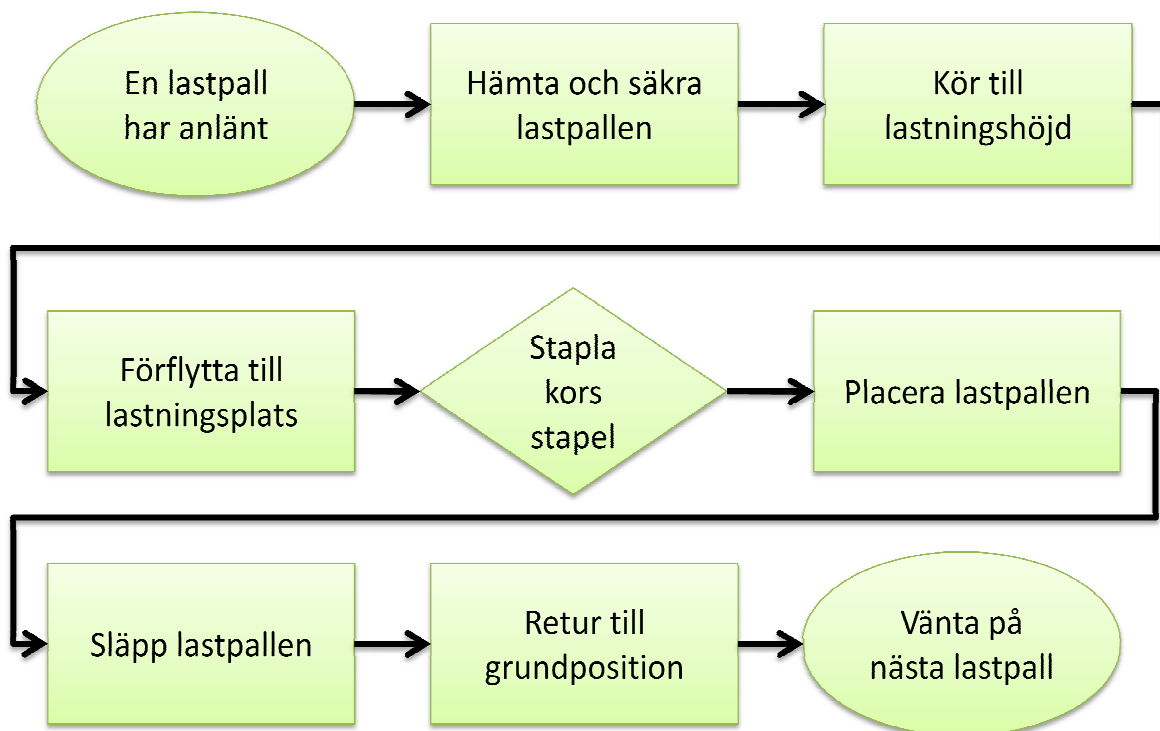 En lastpall
har anlänt
Hämta och säkra
lastpallen
Kör till
lastningshöjd
Förflytta till
lastningsplats
Stapla
kors
stapel
Placera lastpallen
Släpp lastpallen
Retur till
grundposition
Vänta på
nästa lastpall